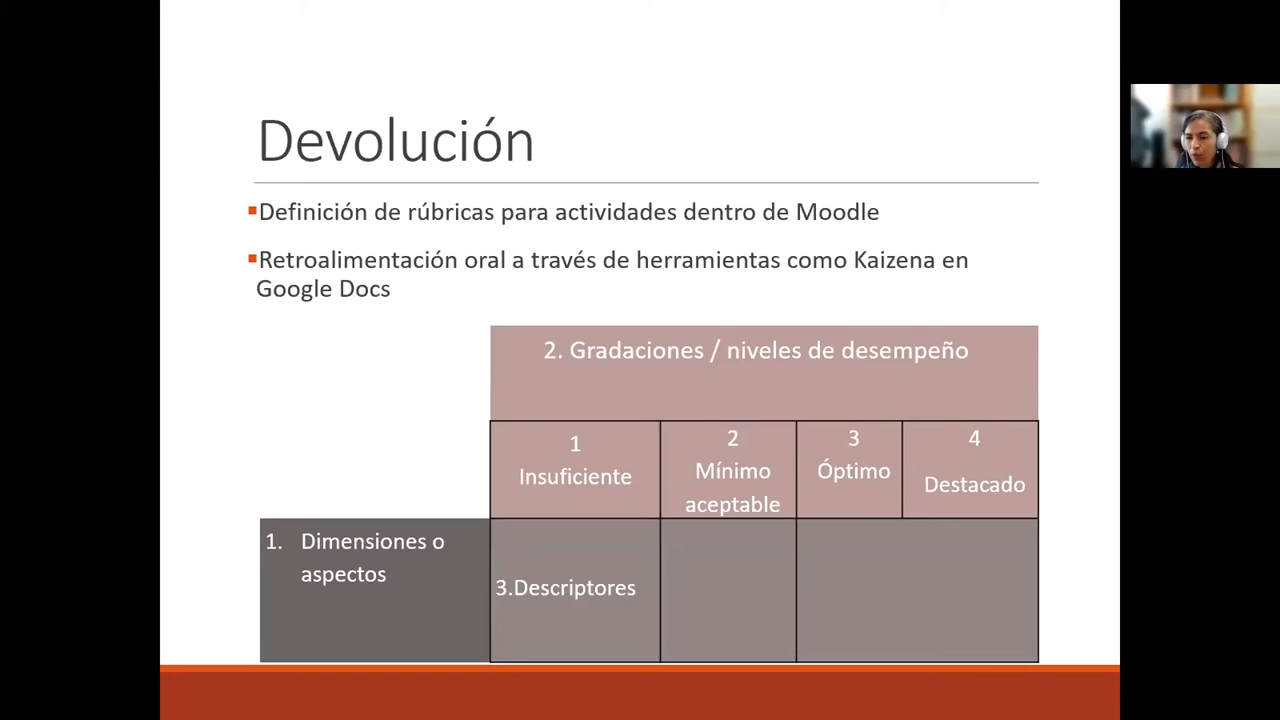 Devolución
▪Definición de rúbricas para actividades dentro de Moodle
▪Retroalimentación oral a través de herramientas como Kaizena en
Google Docs
2. Gradaciones / niveles de desempeño
1
Insuficiente
2
Mínimo
aceptable
3
Óptimo
4
Destacado
1. Dimensiones o
aspectos
3.Descriptores